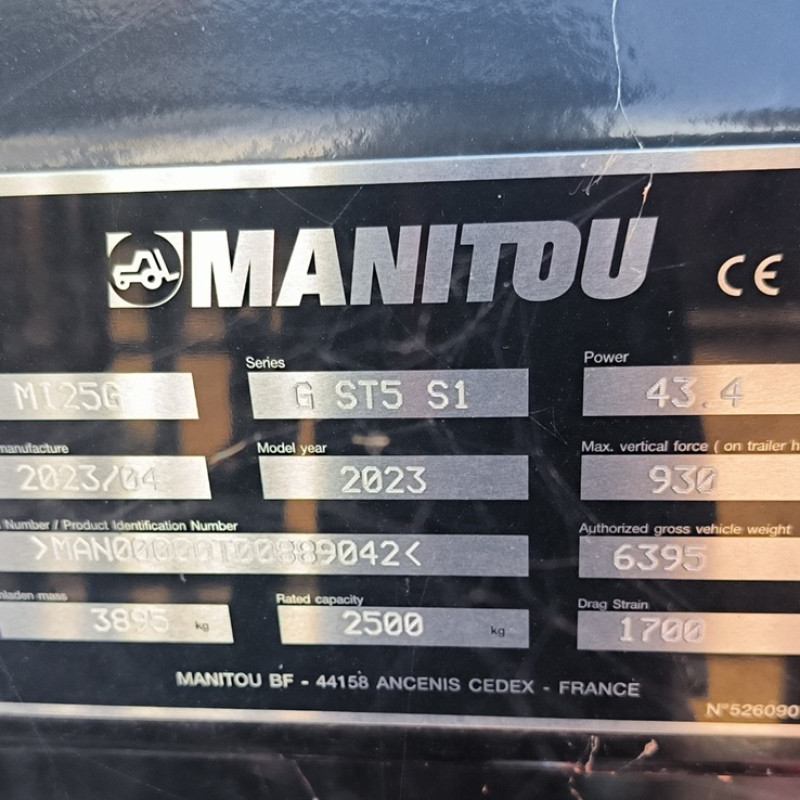 MANITOU CE
Series Power
MI25G G ST5 S1 43.4
manufacture Model year Max. vertical force ( on trailer h
2023/04 2023 930
Number / Product Identification Number Authorized gross vehicle weight
889042< 6395
nladen mass Rated capacity Drag Strain
3895 kg 2500 kg 1700
MANITOU BF - 44158 ANCENIS CEDEX - FRANCE
N°526090